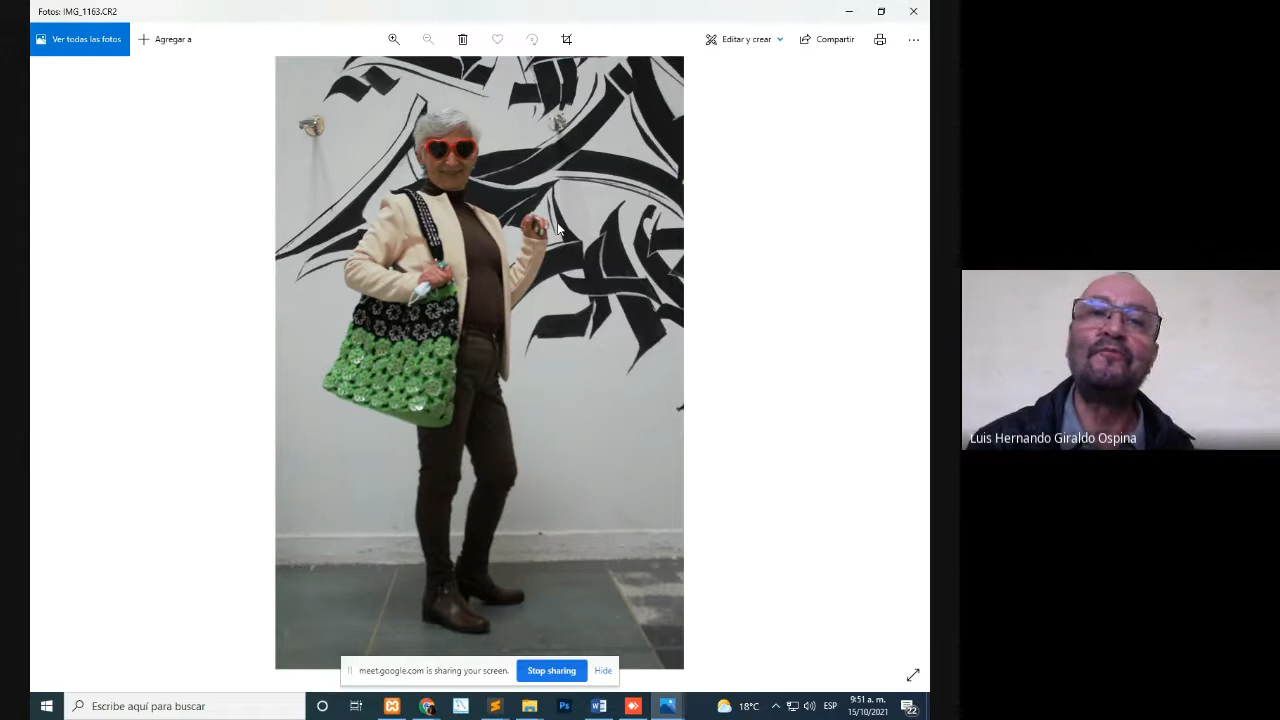 Fotos: IMG_1163.CR2
Ver todas las fotos
Agregar a
Editar y crear
Compartir
Luis Hernando Giraldo Ospina
meet.google.com is sharing your screen.
Stop sharing
Hide
Escribe aquí para buscar
18°C
ESP
9:51 a. m.
15/10/2021
22